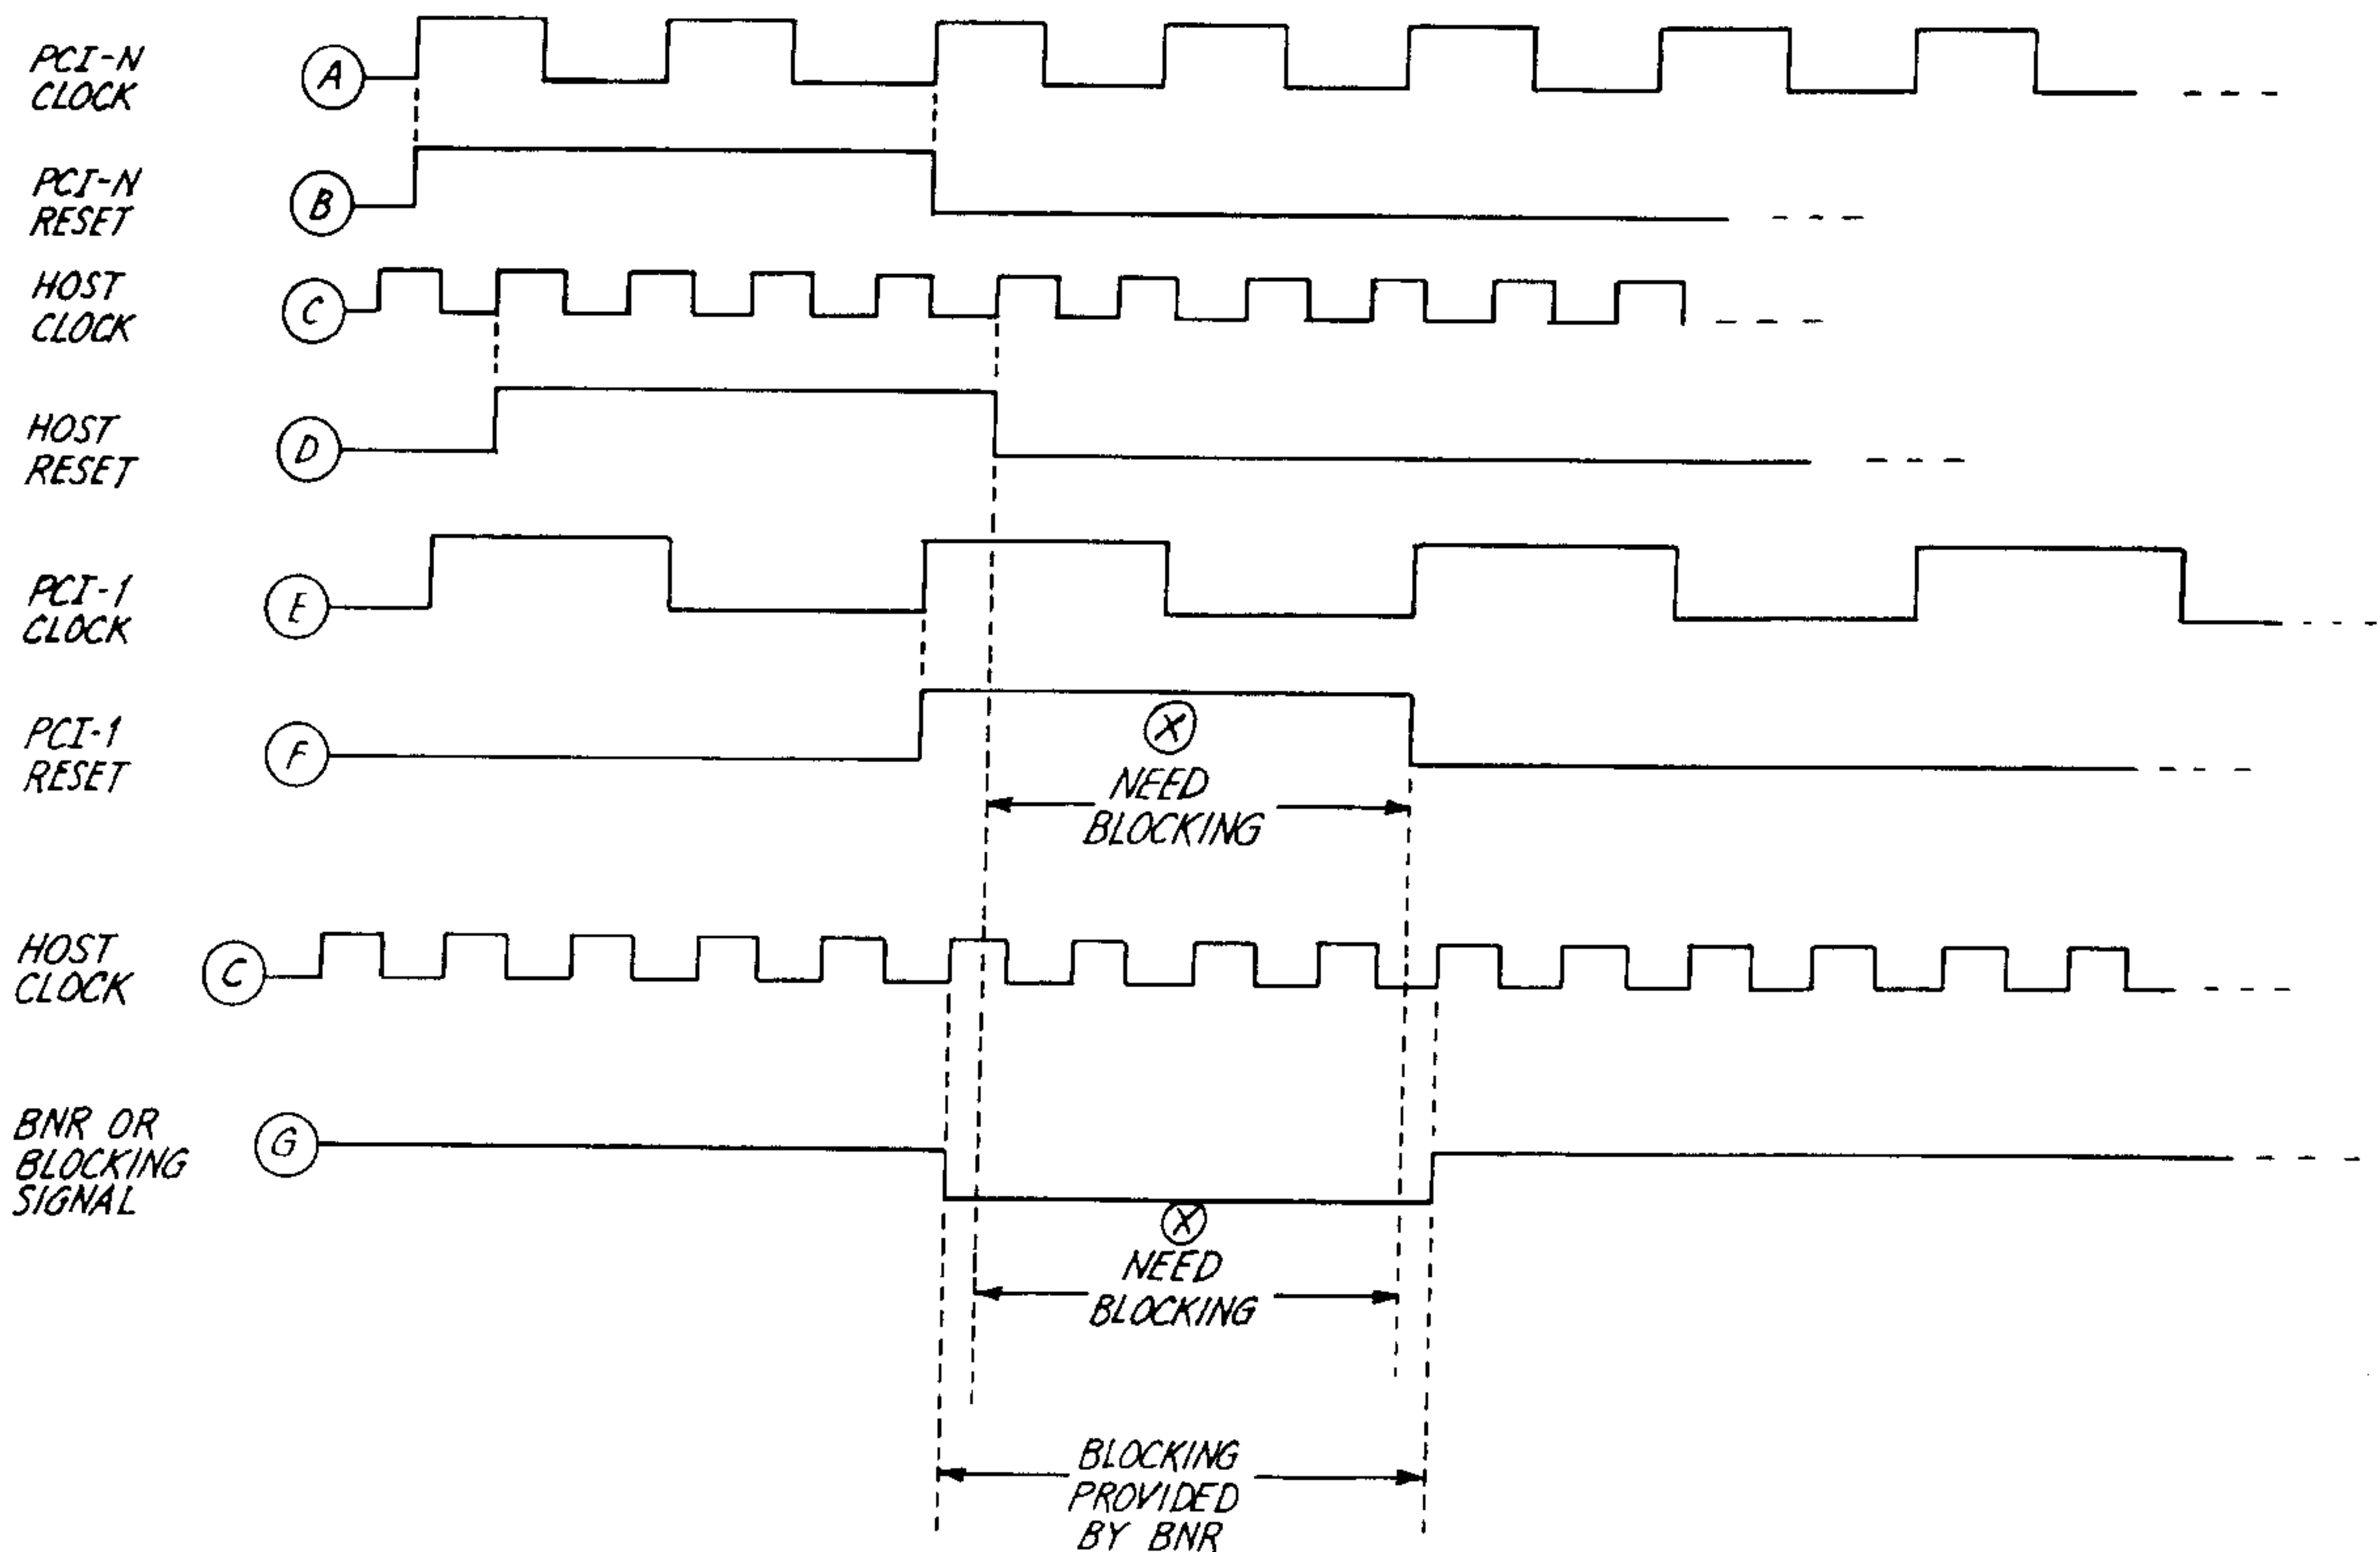 PCI-N
CLOCK
A
PCI-N
RESET
B
HOST
CLOCK
C
HOST
RESET
D
PCI-1
CLOCK
E
PCI-1
RESET
F
X
NEED
BLOCKING
HOST
CLOCK
C
BNR OR
BLOCKING
SIGNAL
G
X
NEED
BLOCKING
BLOCKING
PROVIDED
BY BNR